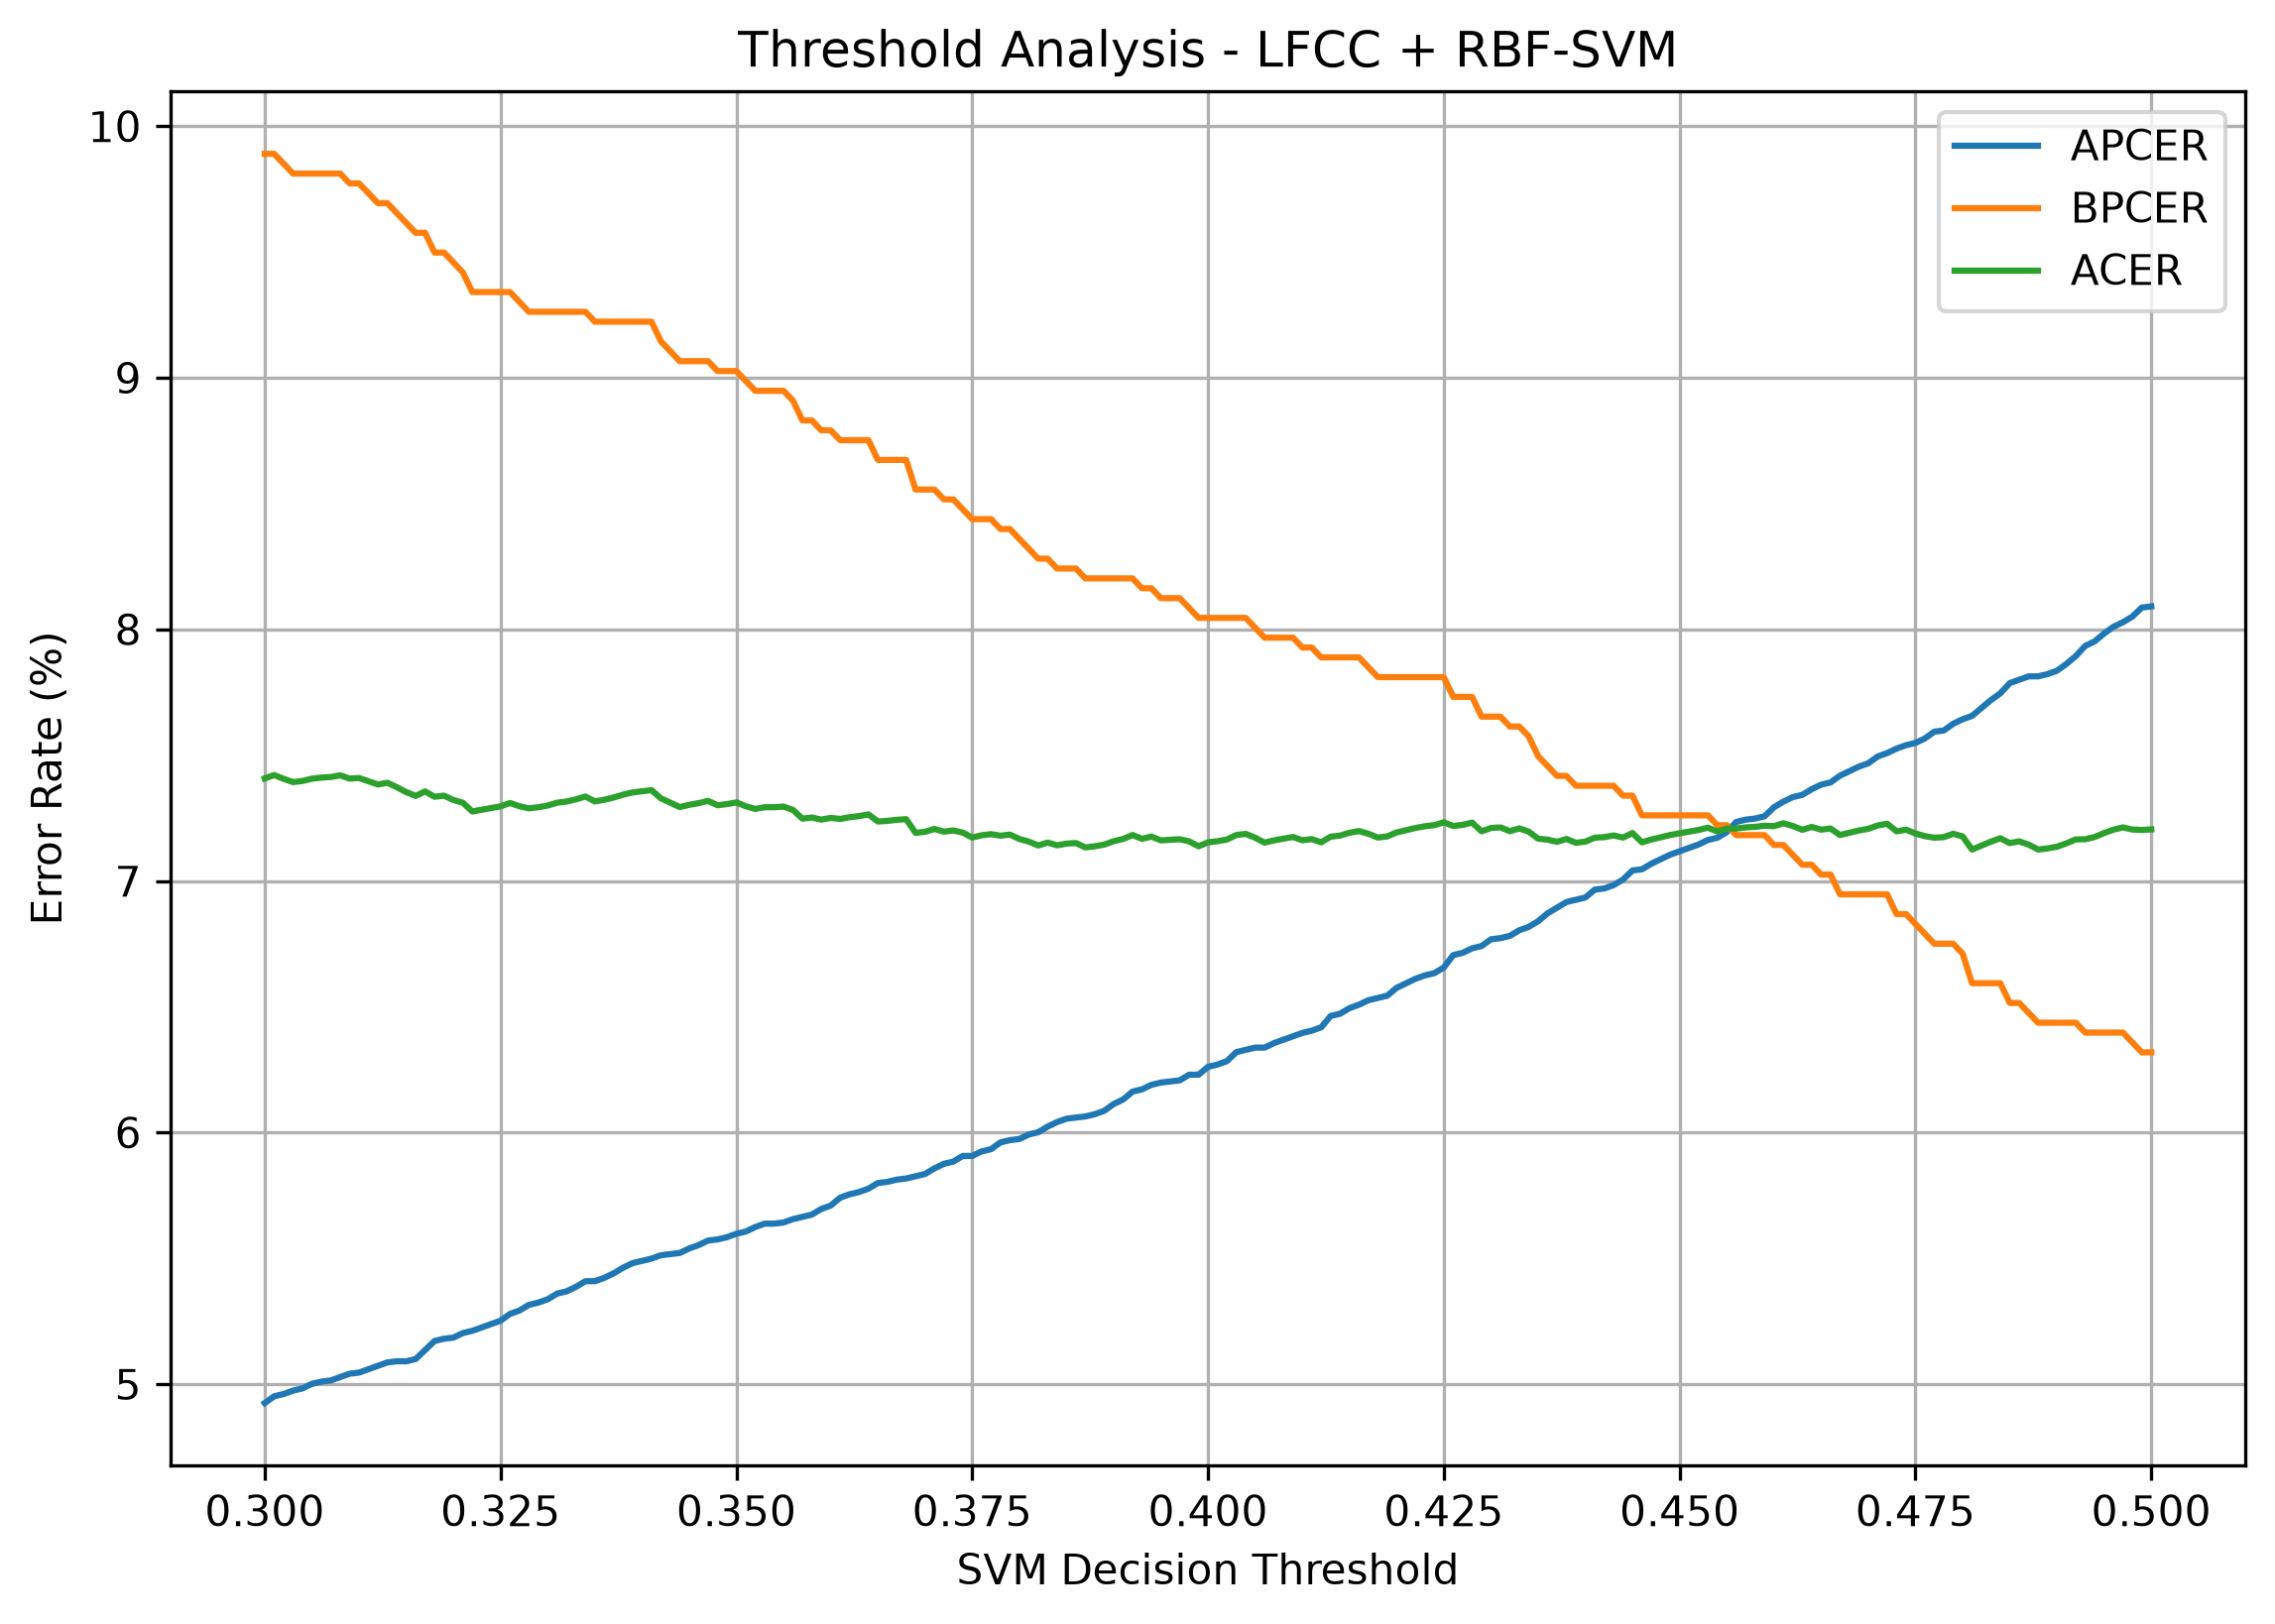 Threshold Analysis - LFCC + RBF-SVM
10
9
8
7
6
5
Error Rate (%)
APCER
BPCER
ACER
0.300 0.325 0.350 0.375 0.400 0.425 0.450 0.475 0.500
SVM Decision Threshold